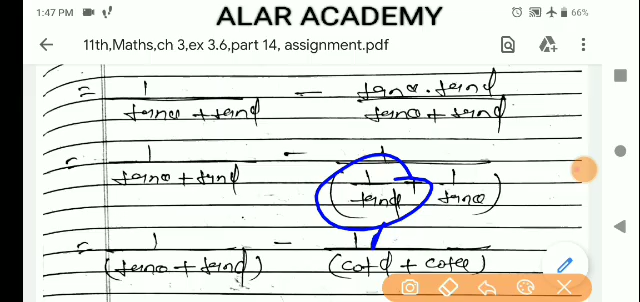 1:47 PM
ALAR ACADEMY
66%
11th,Maths,ch 3,ex 3.6,part 14, assignment.pdf
= 1/(tanθ + tanϕ) - (tanθ . tanϕ)/(tanθ + tanϕ)
= 1/(tanθ + tanϕ) - 1/(1/tanϕ + 1/tanθ)
= 1/(tanθ + tanϕ) - 1/(cotϕ + cotθ)